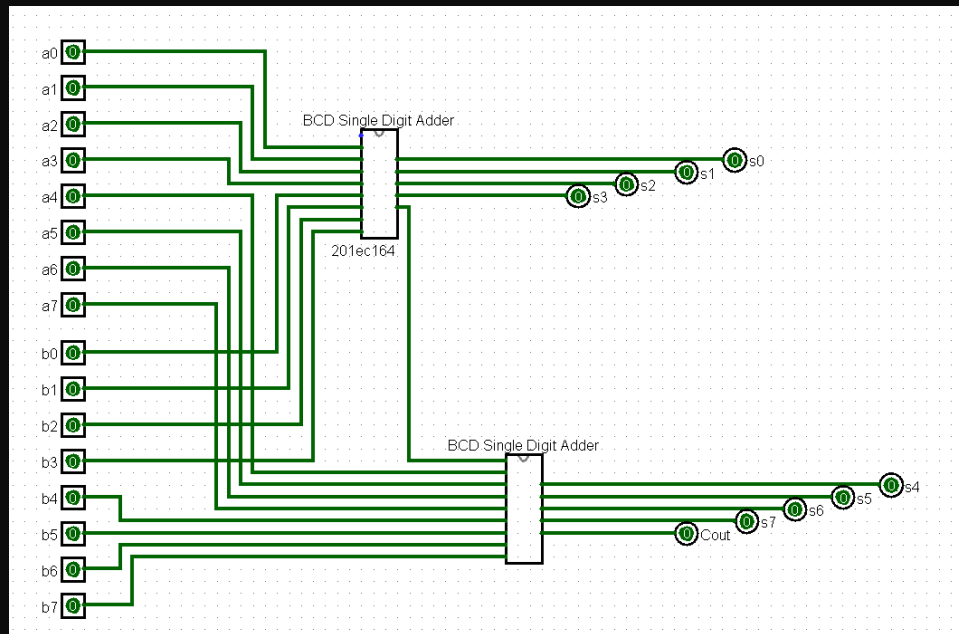 a0 0
a1 0
a2 0
a3 0
a4 0
a5 0
a6 0
a7 0
b0 0
b1 0
b2 0
b3 0
b4 0
b5 0
b6 0
b7 0
BCD Single Digit Adder
201ec164
0 s0
0 s1
0 s2
0 s3
BCD Single Digit Adder
0 s4
0 s5
0 s6
0 s7
0 Cout